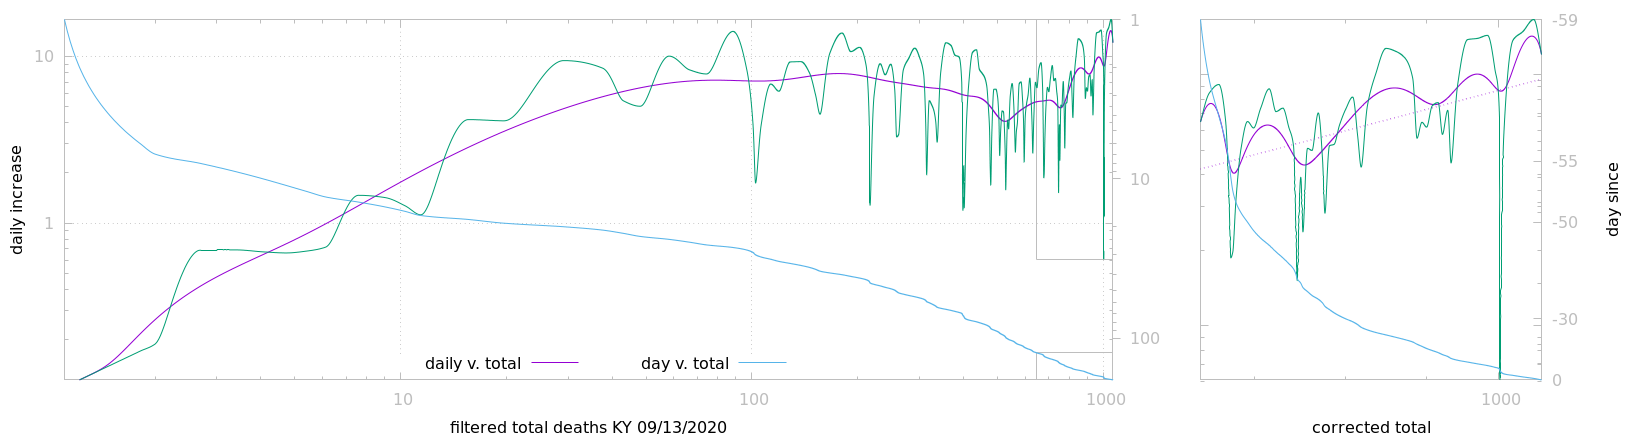 10
1
daily increase
daily v. total
day v. total
10
100
1000
filtered total deaths KY 09/13/2020
1
10
100
1000
corrected total
-59
-55
-50
-30
0
day since